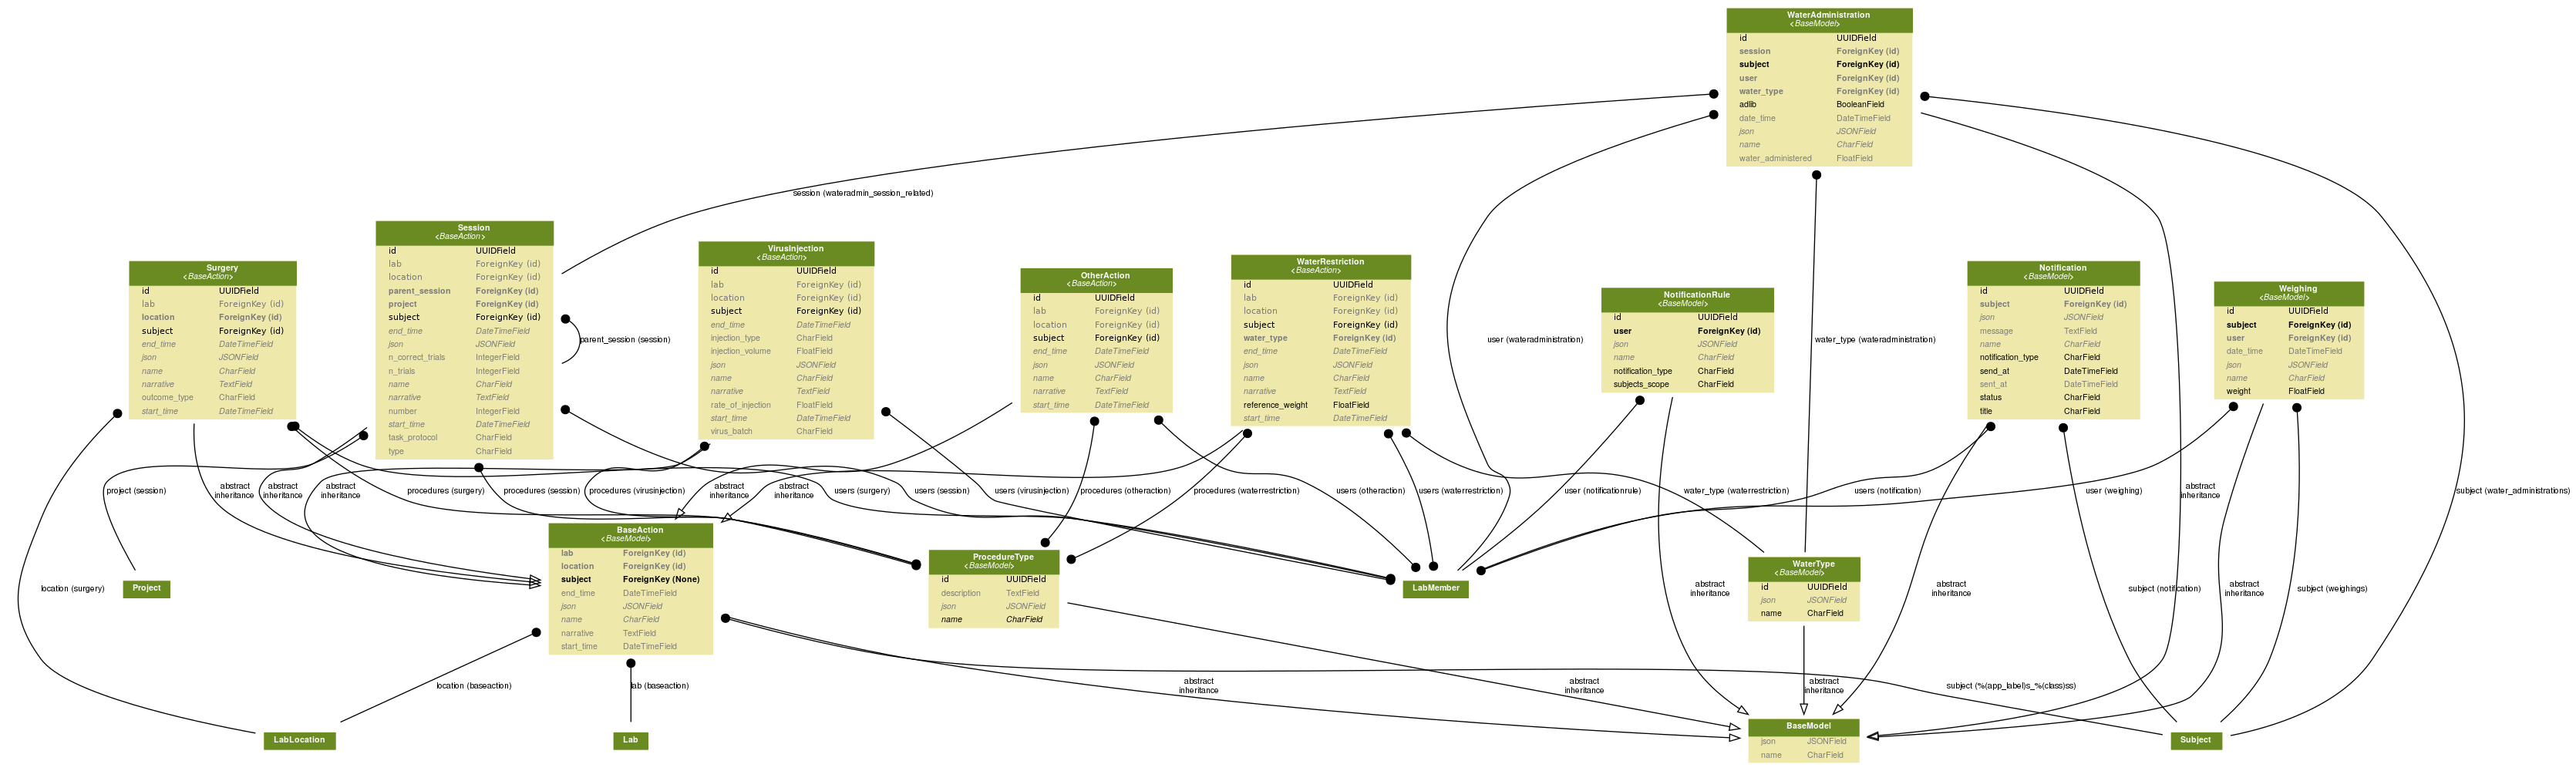 WaterAdministration
<BaseModel>
id UUIDField
session ForeignKey (id)
subject ForeignKey (id)
user ForeignKey (id)
water_type ForeignKey (id)
adlib BooleanField
date_time DateTimeField
json JSONField
name CharField
water_administered FloatField
session (wateradmin_session_related)
Surgery
<BaseAction>
id UUIDField
lab ForeignKey (id)
location ForeignKey (id)
subject ForeignKey (id)
end_time DateTimeField
json JSONField
name CharField
narrative TextField
outcome_type CharField
start_time DateTimeField
Session
<BaseAction>
id UUIDField
lab ForeignKey (id)
location ForeignKey (id)
parent_session ForeignKey (id)
project ForeignKey (id)
subject ForeignKey (id)
end_time DateTimeField
json JSONField
n_correct_trials IntegerField
n_trials IntegerField
name CharField
narrative TextField
number IntegerField
start_time DateTimeField
task_protocol CharField
type CharField
parent_session (session)
VirusInjection
<BaseAction>
id UUIDField
lab ForeignKey (id)
location ForeignKey (id)
subject ForeignKey (id)
end_time DateTimeField
injection_type CharField
injection_volume FloatField
json JSONField
name CharField
narrative TextField
rate_of_injection FloatField
start_time DateTimeField
virus_batch CharField
OtherAction
<BaseAction>
id UUIDField
lab ForeignKey (id)
location ForeignKey (id)
subject ForeignKey (id)
end_time DateTimeField
json JSONField
name CharField
narrative TextField
start_time DateTimeField
WaterRestriction
<BaseAction>
id UUIDField
lab ForeignKey (id)
location ForeignKey (id)
subject ForeignKey (id)
water_type ForeignKey (id)
end_time DateTimeField
json JSONField
name CharField
narrative TextField
reference_weight FloatField
start_time DateTimeField
user (wateradministration)
NotificationRule
<BaseModel>
id UUIDField
user ForeignKey (id)
json JSONField
name CharField
notification_type CharField
subjects_scope CharField
water_type (wateradministration)
Notification
<BaseModel>
id UUIDField
subject ForeignKey (id)
json JSONField
message TextField
name CharField
notification_type CharField
send_at DateTimeField
sent_at DateTimeField
status CharField
title CharField
Weighing
<BaseModel>
id UUIDField
subject ForeignKey (id)
user ForeignKey (id)
date_time DateTimeField
json JSONField
name CharField
weight FloatField
project (session)
abstract
inheritance
abstract
inheritance
abstract
inheritance
procedures (surgery)
procedures (session)
procedures (virusinjection)
abstract
inheritance
abstract
inheritance
users (surgery)
users (session)
users (virusinjection)
procedures (otheraction)
procedures (waterrestriction)
users (otheraction)
users (waterrestriction)
user (notificationrule)
water_type (waterrestriction)
users (notification)
user (weighing)
abstract
inheritance
subject (water_administrations)
location (surgery)
Project
BaseAction
<BaseModel>
lab ForeignKey (id)
location ForeignKey (id)
subject ForeignKey (None)
end_time DateTimeField
json JSONField
name CharField
narrative TextField
start_time DateTimeField
ProcedureType
<BaseModel>
id UUIDField
description TextField
json JSONField
name CharField
LabMember
abstract
inheritance
WaterType
<BaseModel>
id UUIDField
json JSONField
name CharField
abstract
inheritance
subject (notification)
abstract
inheritance
subject (weighings)
location (baseaction)
lab (baseaction)
abstract
inheritance
abstract
inheritance
abstract
inheritance
subject (%(app_label)s_%(class)ss)
LabLocation
Lab
BaseModel
json JSONField
name CharField
Subject